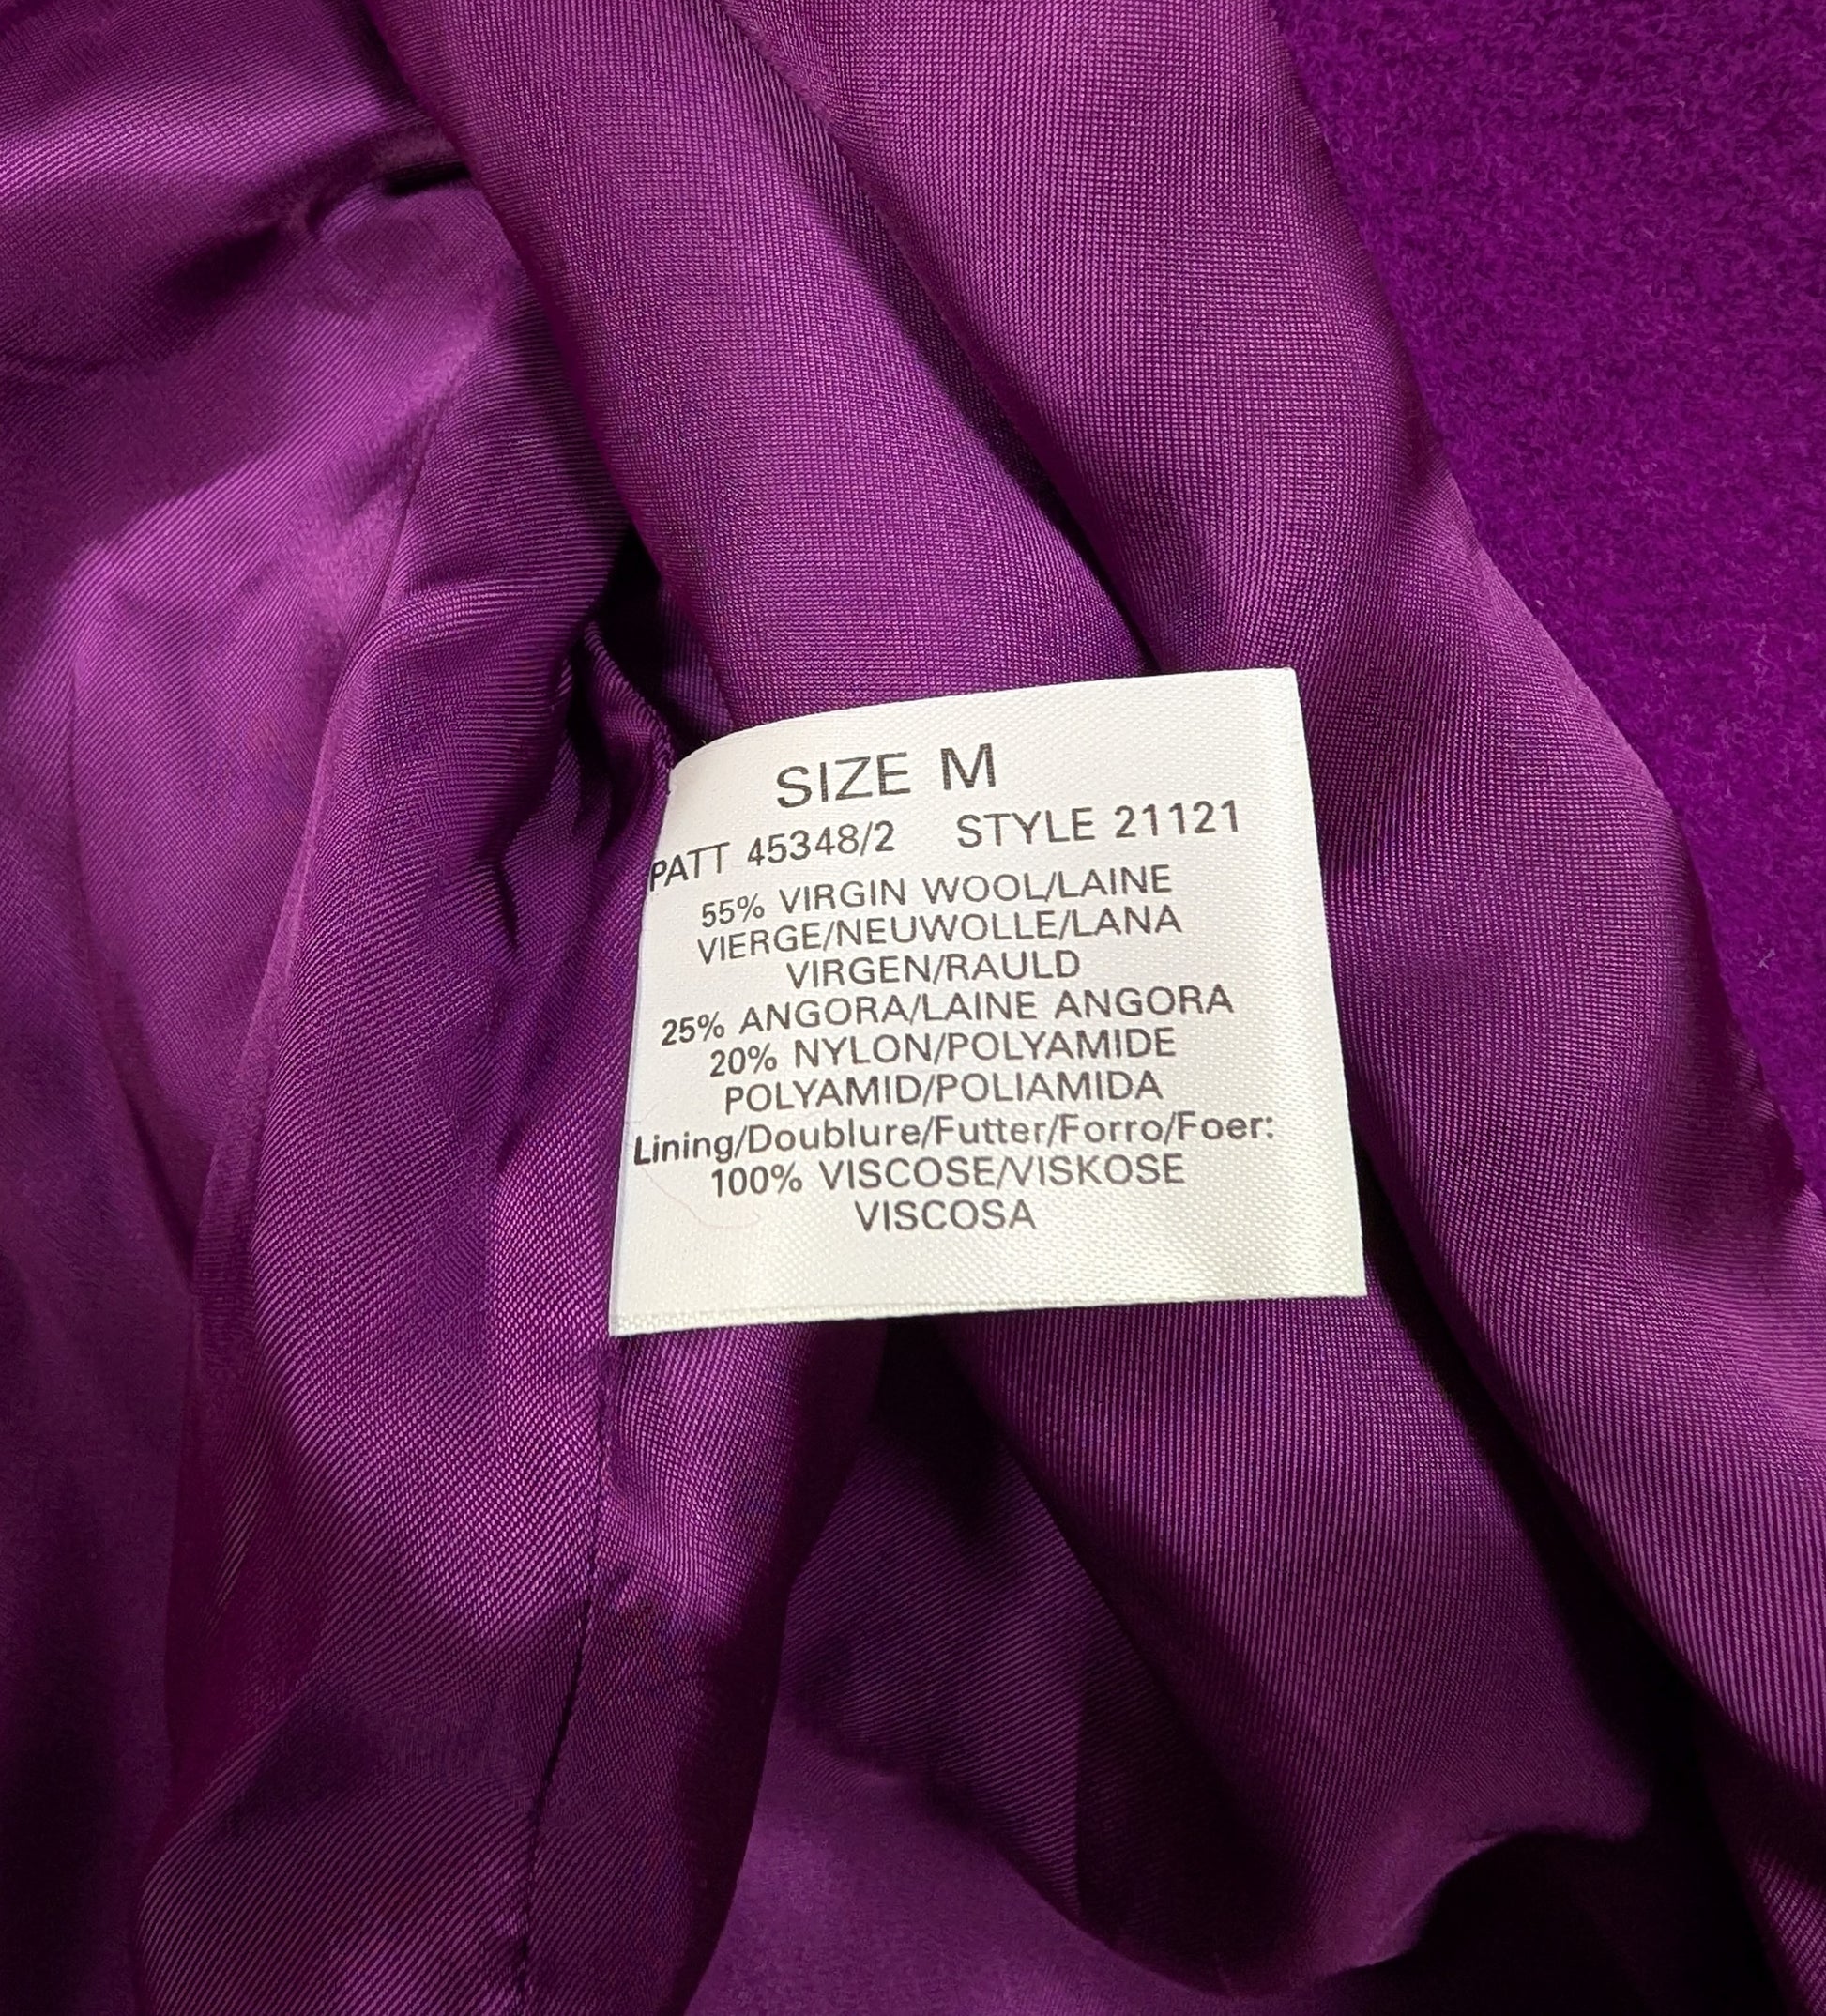 SIZE M
PATT 45348/2 STYLE 21121
55% VIRGIN WOOL/LAINE
VIERGE/NEUWOLLE/LANA
VIRGEN/RAULD
25% ANGORA/LAINE ANGORA
20% NYLON/POLYAMIDE
POLYAMID/POLIAMIDA
Lining/Doublure/Futter/Forro/Foer:
100% VISCOSE/VISKOSE
VISCOSA